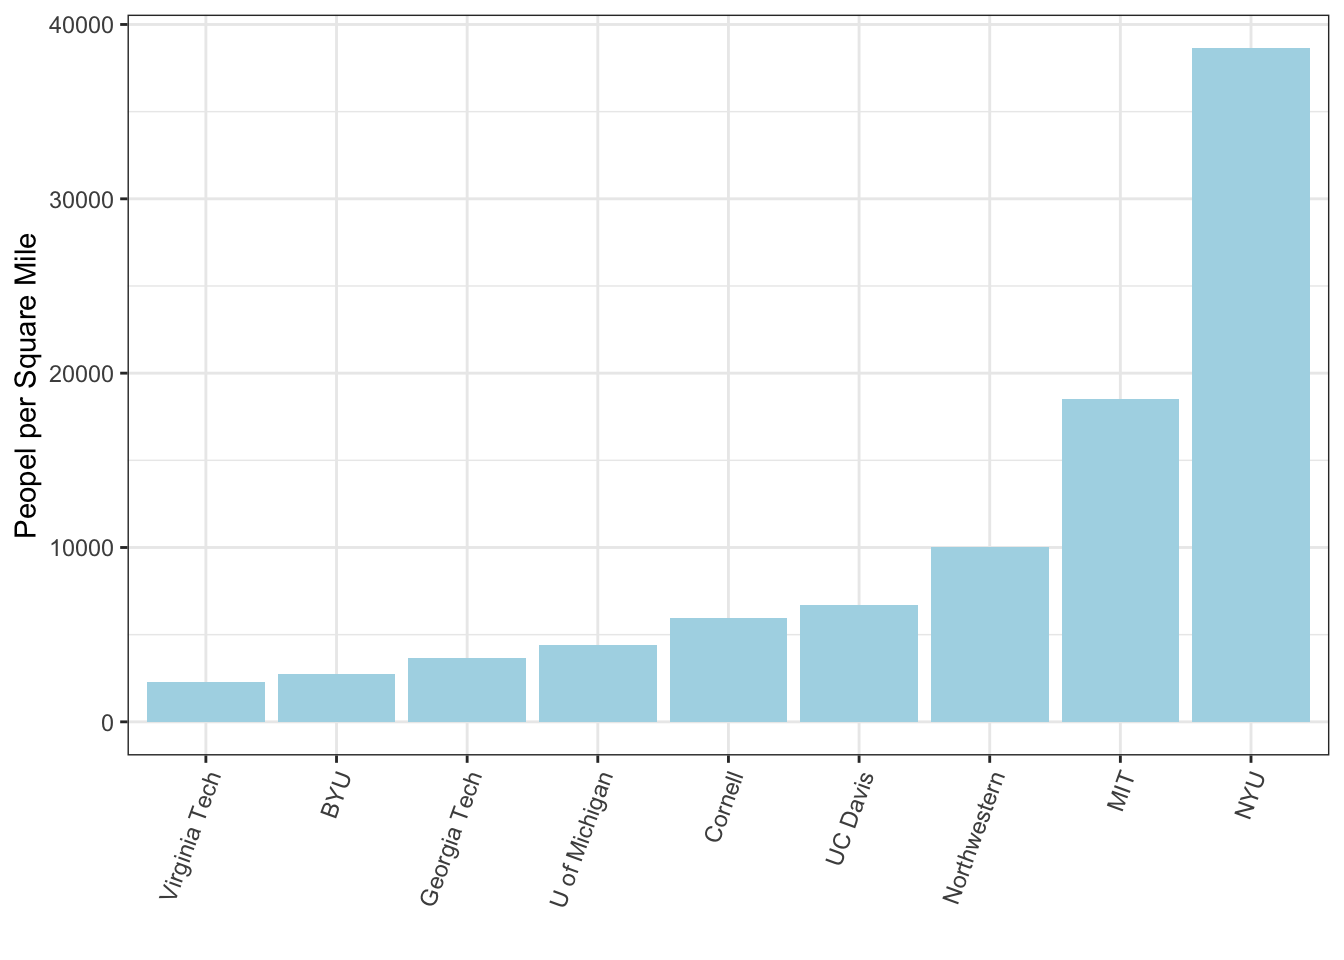 40000
30000
20000
10000
0
Peopel per Square Mile
Virginia Tech
BYU
Georgia Tech
U of Michigan
Cornell
UC Davis
Northwestern
MIT
NYU